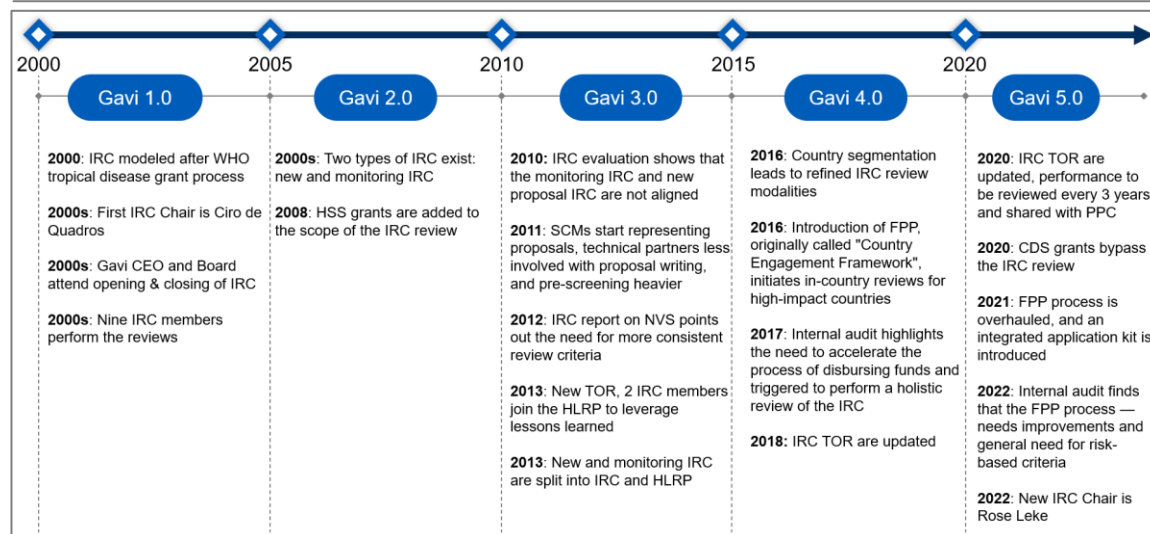 2000
2005
2010
2015
2020
Gavi 1.0
Gavi 2.0
Gavi 3.0
Gavi 4.0
Gavi 5.0
2000: IRC modeled after WHO
tropical disease grant process
2000s: First IRC Chair is Ciro de
Quadros
2000s: Gavi CEO and Board
attend opening & closing of IRC
2000s: Nine IRC members
perform the reviews
2000s: Two types of IRC exist:
new and monitoring IRC
2008: HSS grants are added to
the scope of the IRC review
2010: IRC evaluation shows that
the monitoring IRC and new
proposal IRC are not aligned
2011: SCMs start representing
proposals, technical partners less
involved with proposal writing,
and pre-screening heavier
2012: IRC report on NVS points
out the need for more consistent
review criteria
2013: New TOR, 2 IRC members
join the HLRP to leverage
lessons learned
2013: New and monitoring IRC
are split into IRC and HLRP
2016: Country segmentation
leads to refined IRC review
modalities
2016: Introduction of FPP,
originally called "Country
Engagement Framework",
initiates in-country reviews for
high-impact countries
2017: Internal audit highlights
the need to accelerate the
process of disbursing funds and
triggered to perform a holistic
review of the IRC
2018: IRC TOR are updated
2020: IRC TOR are
updated, performance to
be reviewed every 3 years
and shared with PPC
2020: CDS grants bypass
the IRC review
2021: FPP process is
overhauled, and an
integrated application kit is
introduced
2022: Internal audit finds
that the FPP process —
needs improvements and
general need for risk-
based criteria
2022: New IRC Chair is
Rose Leke